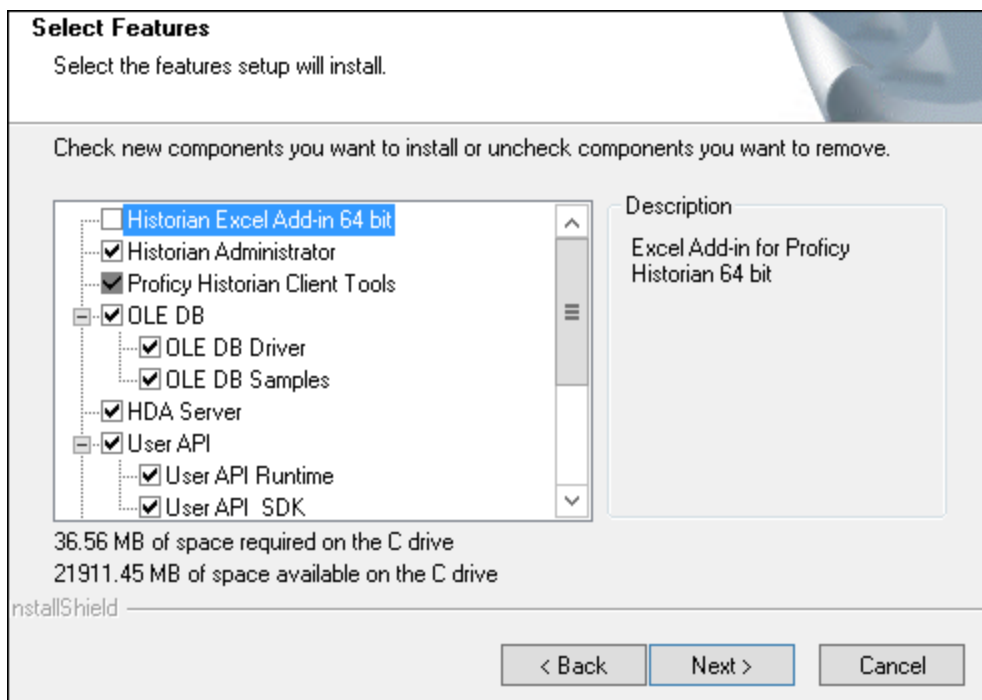 Select Features
Select the features setup will install.
Check new components you want to install or uncheck components you want to remove.
Historian Excel Add-in 64 bit
Historian Administrator
Proficy Historian Client Tools
OLE DB
OLE DB Driver
OLE DB Samples
HDA Server
User API
User API Runtime
User API SDK
Description
Excel Add-in for Proficy
Historian 64 bit
36.56 MB of space required on the C drive
21911.45 MB of space available on the C drive
nstallShield
< Back
Next >
Cancel